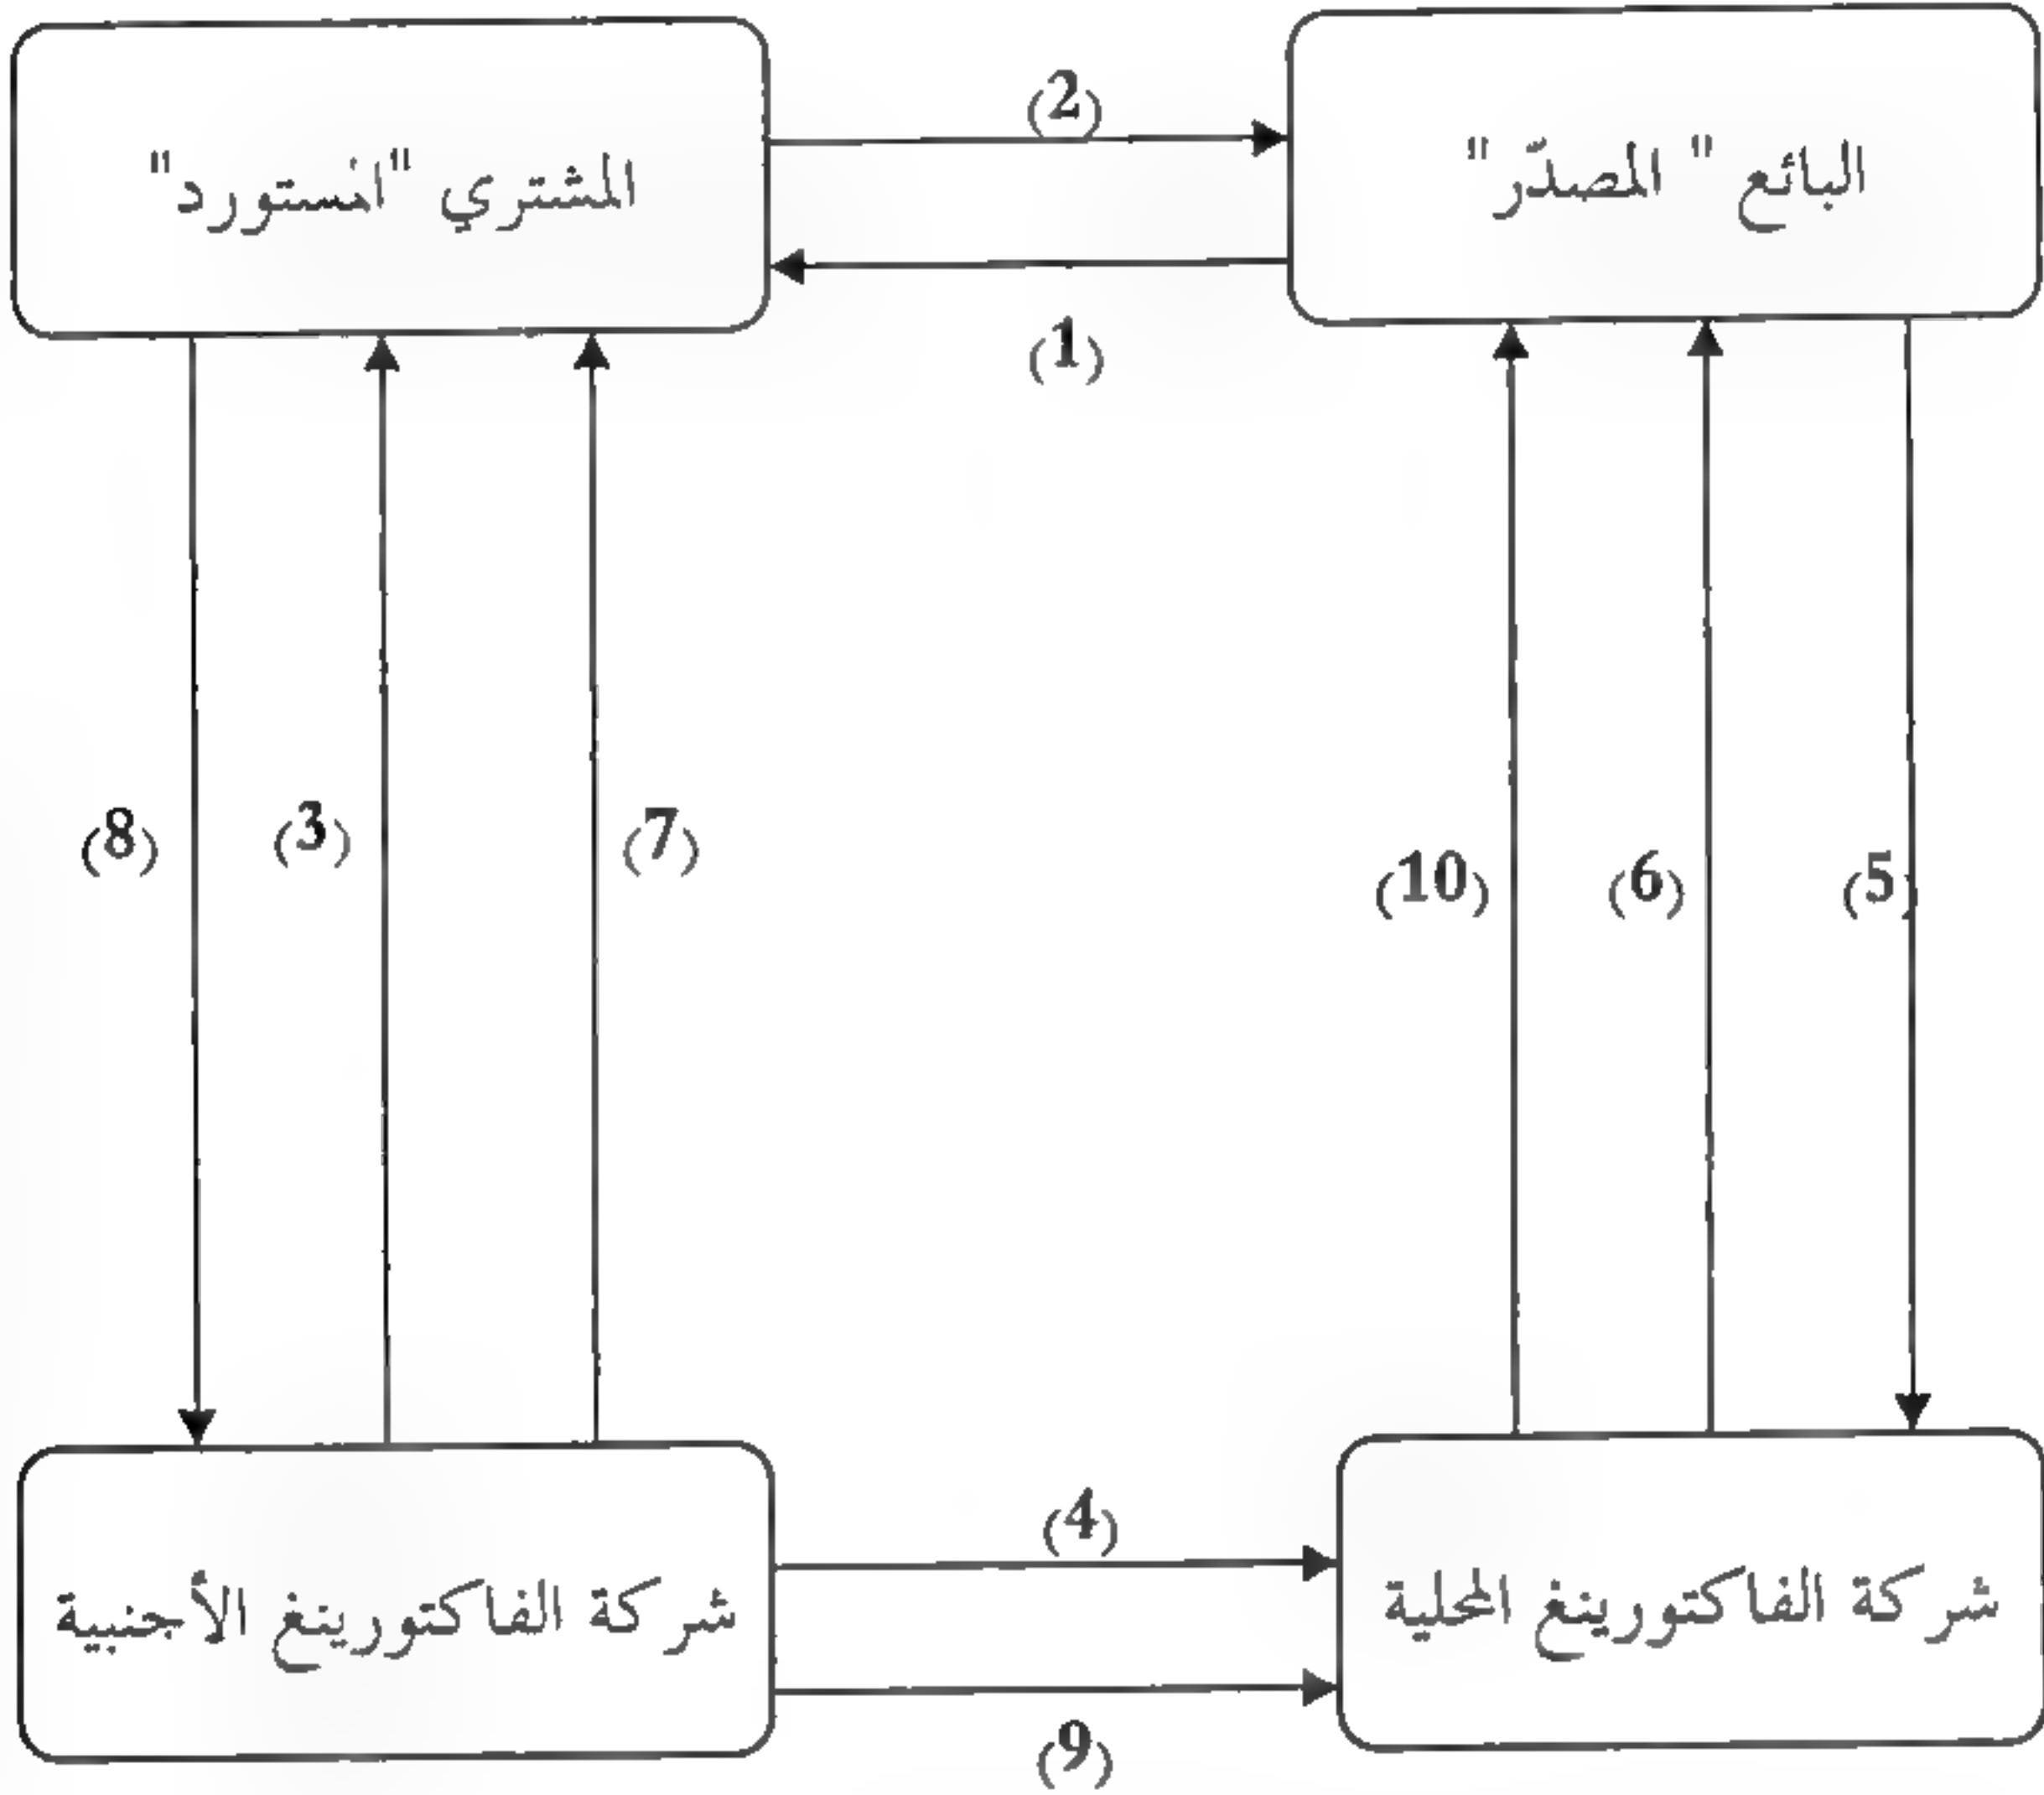 البائع " المصدّر "
المشتري "المستورد"
(2)
(1)
(5)
(6)
(10)
(7)
(3)
(8)
شركة الفاكتورينغ المحلية
شركة الفاكتورينغ الأجنبية
(4)
(9)